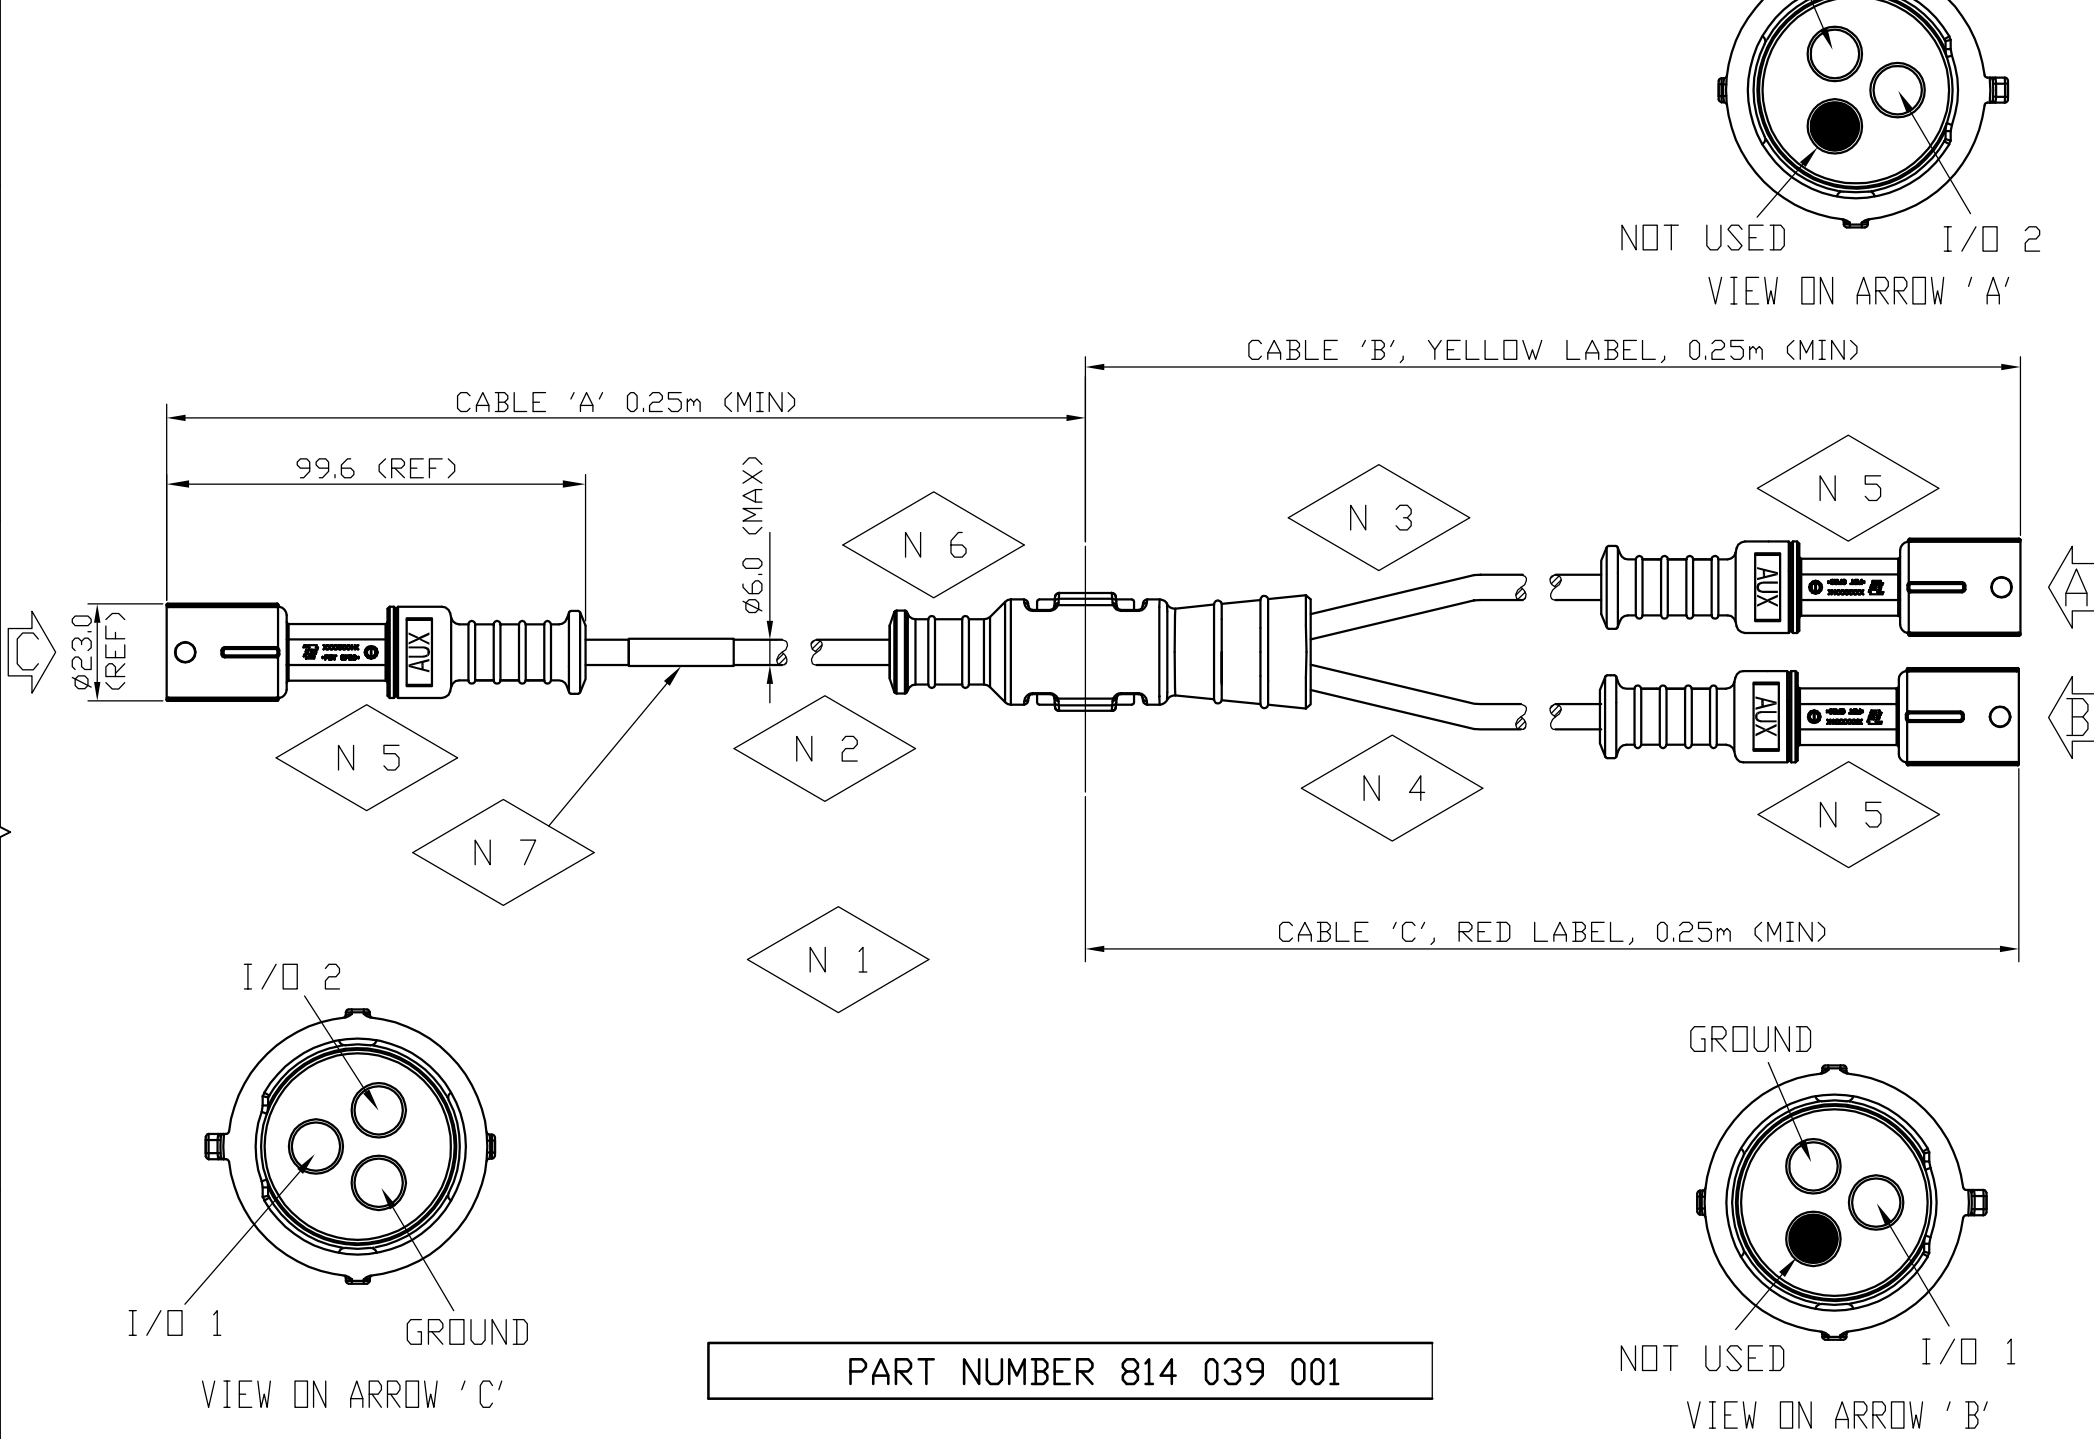 NOT USED
I/O 2
VIEW ON ARROW 'A'
CABLE 'B', YELLOW LABEL, 0.25m (MIN)
CABLE 'A' 0.25m (MIN)
99.6 (REF)
Ø6.0 (MAX)
N 6
N 3
N 5
C
Ø23.0
(REF)
AUX
AUX
A
AUX
B
N 5
N 2
N 4
N 5
N 7
N 1
CABLE 'C', RED LABEL, 0.25m (MIN)
I/O 2
GROUND
I/O 1
GROUND
VIEW ON ARROW 'C'
PART NUMBER 814 039 001
NOT USED
I/O 1
VIEW ON ARROW 'B'